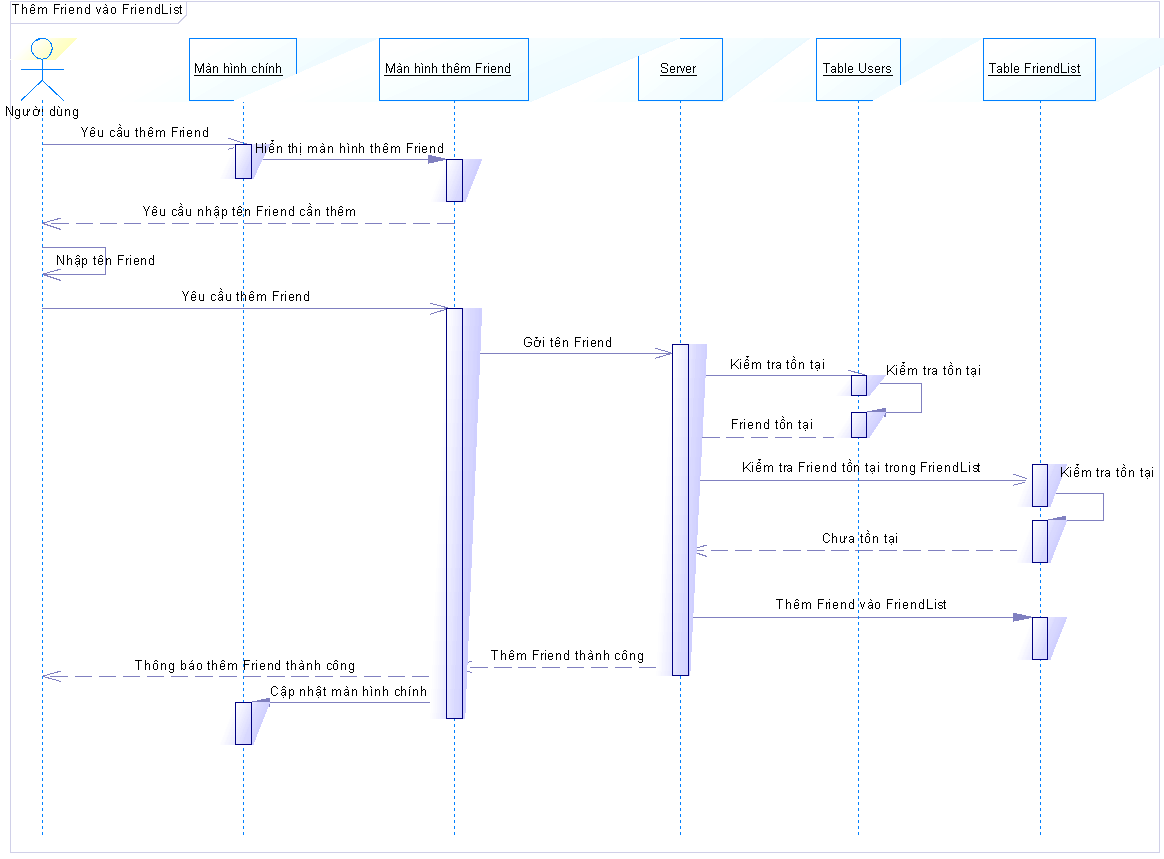 Thêm Friend vào FriendList
Màn hình chính
Màn hình thêm Friend
Server
Table Users
Table FriendList
Người dùng
Yêu cầu thêm Friend
Hiển thị màn hình thêm Friend
Yêu cầu nhập tên Friend cần thêm
Nhập tên Friend
Yêu cầu thêm Friend
Gởi tên Friend
Kiểm tra tồn tại
Kiểm tra tồn tại
Friend tồn tại
Kiểm tra Friend tồn tại trong FriendList
Kiểm tra tồn tại
Chưa tồn tại
Thêm Friend vào FriendList
Thêm Friend thành công
Thông báo thêm Friend thành công
Cập nhật màn hình chính